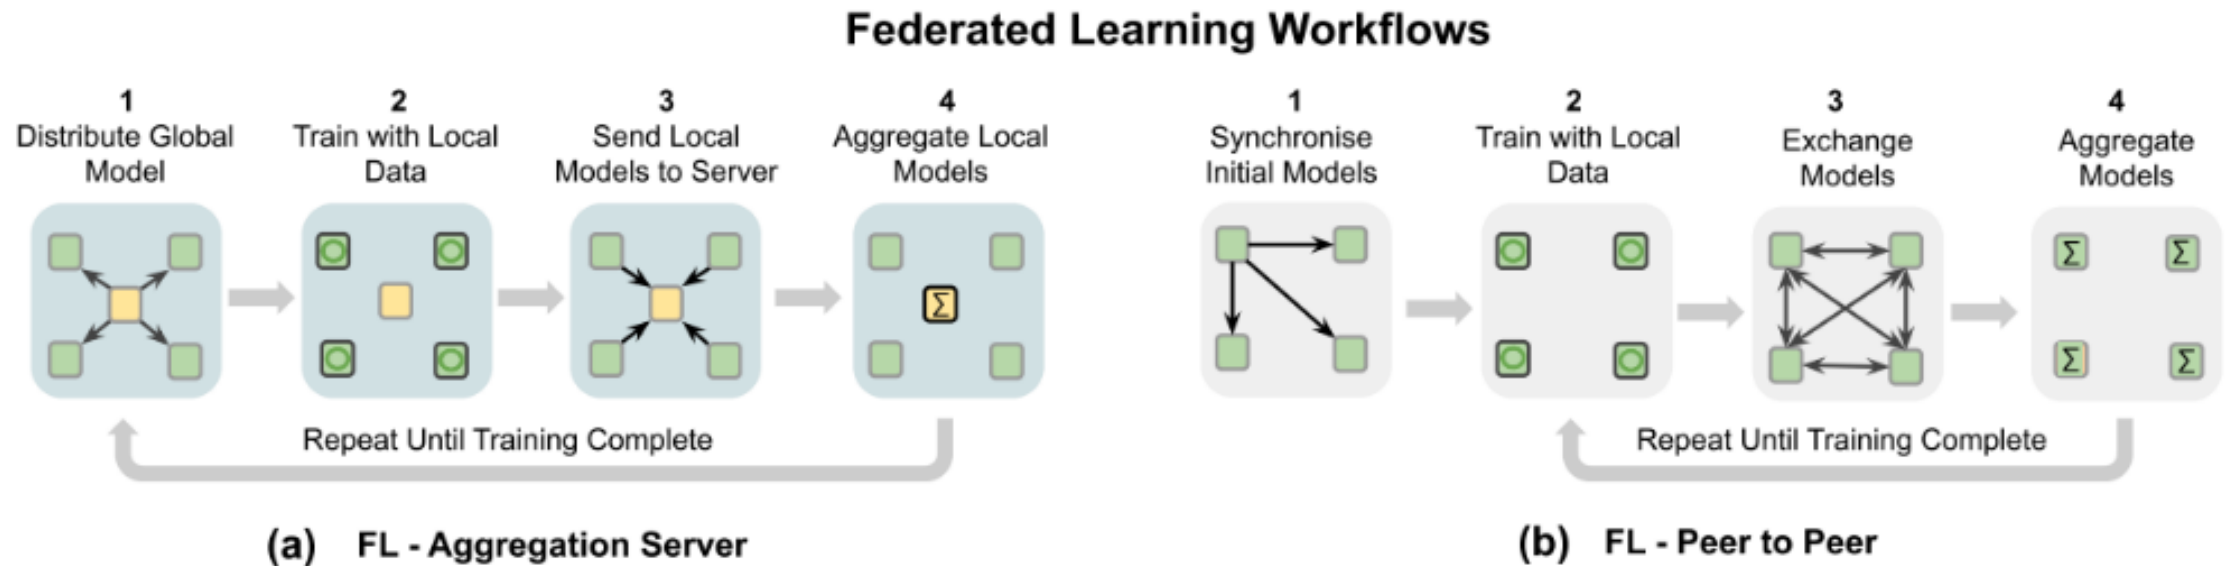 Federated Learning Workflows
1
Distribute Global
Model
2
Train with Local
Data
3
Send Local
Models to Server
4
Aggregate Local
Models
Σ
Repeat Until Training Complete
(a) FL - Aggregation Server
1
Synchronise
Initial Models
2
Train with Local
Data
3
Exchange
Models
4
Aggregate
Models
Σ Σ
Σ Σ
Repeat Until Training Complete
(b) FL - Peer to Peer